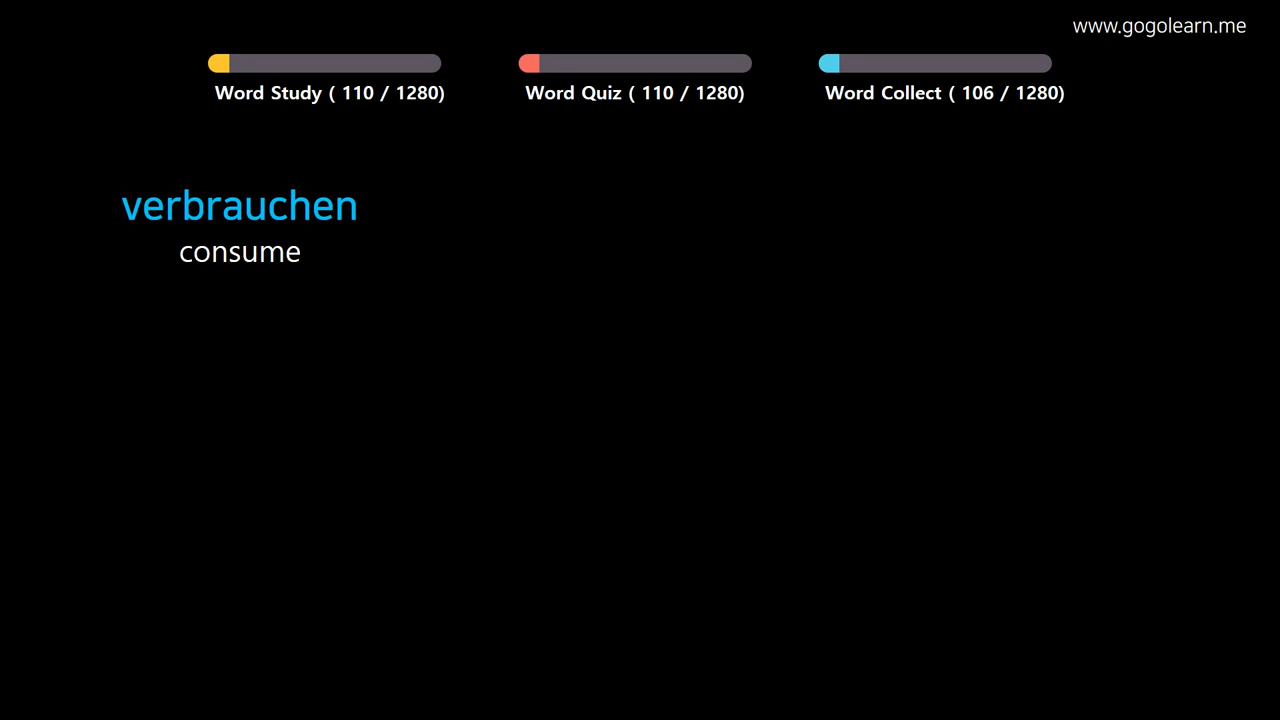 www.gogolearn.me
Word Study ( 110 / 1280)
Word Quiz ( 110 / 1280)
Word Collect ( 106 / 1280)
verbrauchen
consume